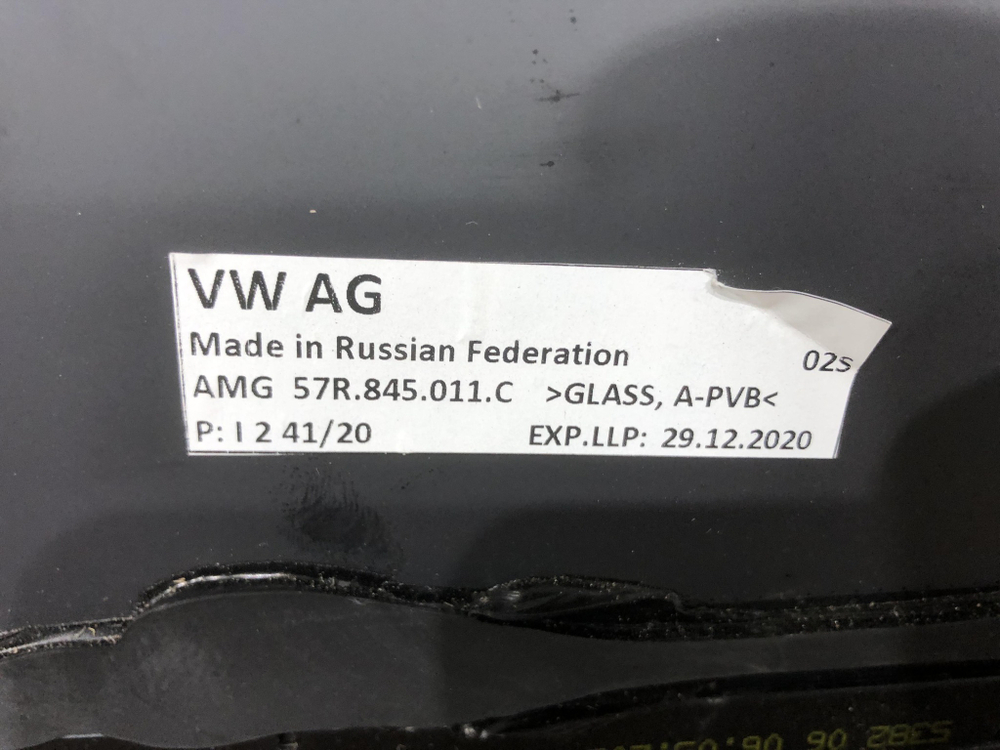 VW AG
Made in Russian Federation 02s
AMG 57R.845.011.C >GLASS, A-PVB<
P: I 2 41/20 EXP.LLP: 29.12.2020